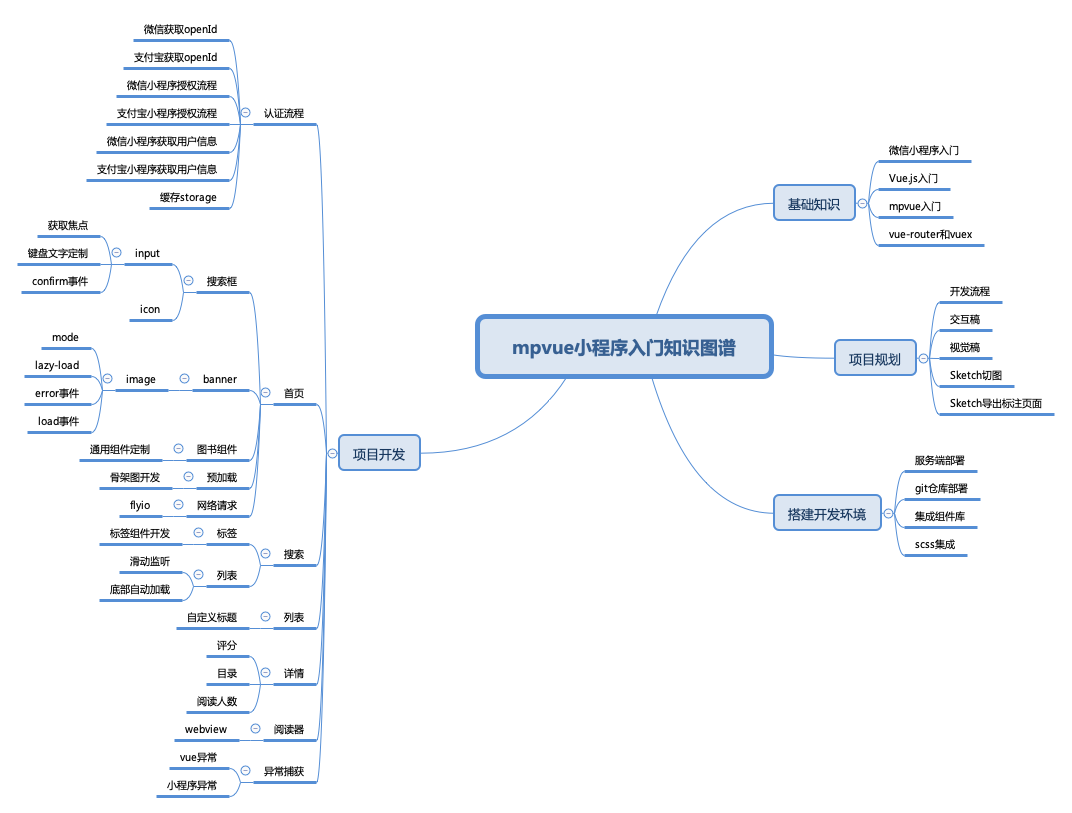 mpvue小程序入门知识图谱
基础知识
微信小程序入门
Vue.js入门
mpvue入门
vue-router和vuex
项目规划
开发流程
交互稿
视觉稿
Sketch切图
Sketch导出标注页面
搭建开发环境
服务端部署
git仓库部署
集成组件库
scss集成
项目开发
认证流程
微信获取openId
支付宝获取openId
微信小程序授权流程
支付宝小程序授权流程
微信小程序获取用户信息
支付宝小程序获取用户信息
缓存storage
首页
搜索框
input
获取焦点
键盘文字定制
confirm事件
icon
banner
image
mode
lazy-load
error事件
load事件
图书组件
通用组件定制
预加载
骨架图开发
网络请求
flyio
搜索
标签
标签组件开发
列表
滑动监听
底部自动加载
列表
自定义标题
详情
评分
目录
阅读人数
阅读器
webview
异常捕获
vue异常
小程序异常